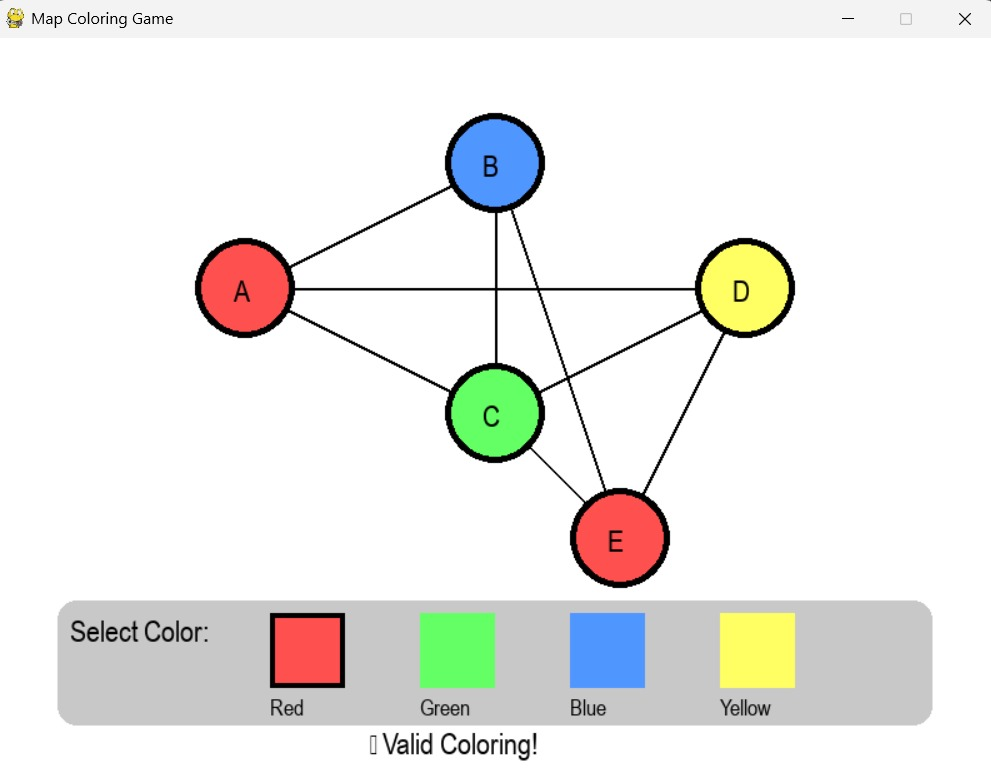 Map Coloring Game
B
A
D
C
E
Select Color:
Red
Green
Blue
Yellow
Valid Coloring!